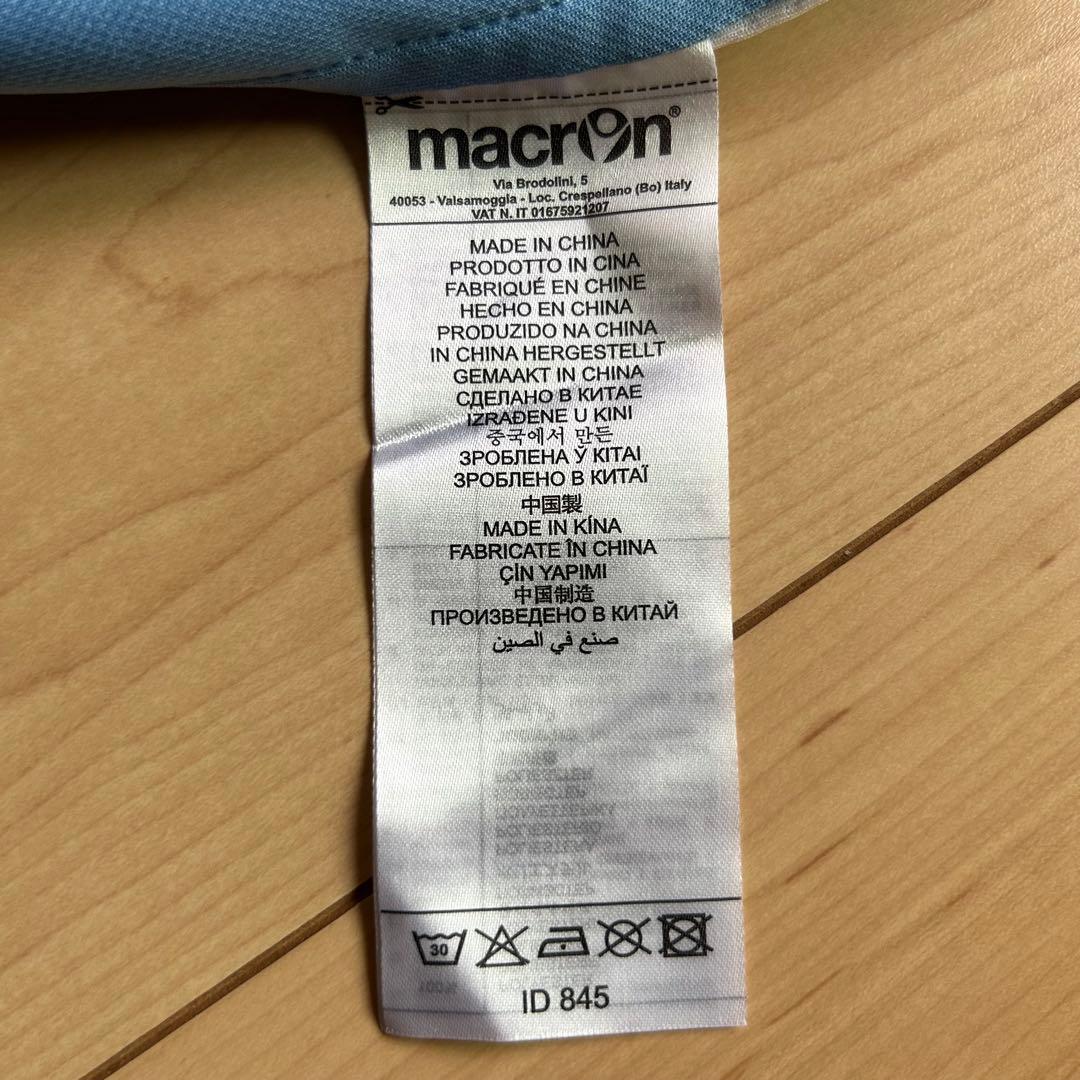 macron®
Via Brodolini, 5
40053 - Valsamoggia - Loc. Crespellano (Bo) Italy
VAT N. IT 01675921207
MADE IN CHINA
PRODOTTO IN CINA
FABRIQUÉ EN CHINE
HECHO EN CHINA
PRODUZIDO NA CHINA
IN CHINA HERGESTELLT
GEMAAKT IN CHINA
СДЕЛАНО В КИТАЕ
IZRAĐENE U KINI
중국에서 만든
ЗРОБЛЕНА Ў KITAI
ЗРОБЛЕНО В КИТАЇ
中国製
MADE IN KÍNA
FABRICATE ÎN CHINA
ÇİN YAPIMI
中国制造
ПРОИЗВЕДЕНО В КИТАЙ
صنع في الصين
30
ID 845